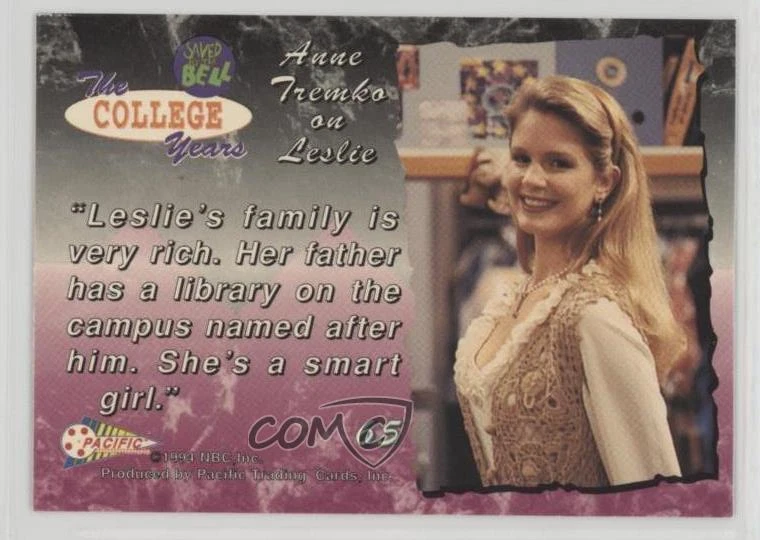 SAVED
BY THE
BELL
The
COLLEGE
Years
Anne
Tremko
on
Leslie
“Leslie’s family is
very rich. Her father
has a library on the
campus named after
him. She’s a smart
girl.”
PACIFIC
65
©1994 NBC, Inc.
Produced by Pacific Trading Cards, Inc.
COMC